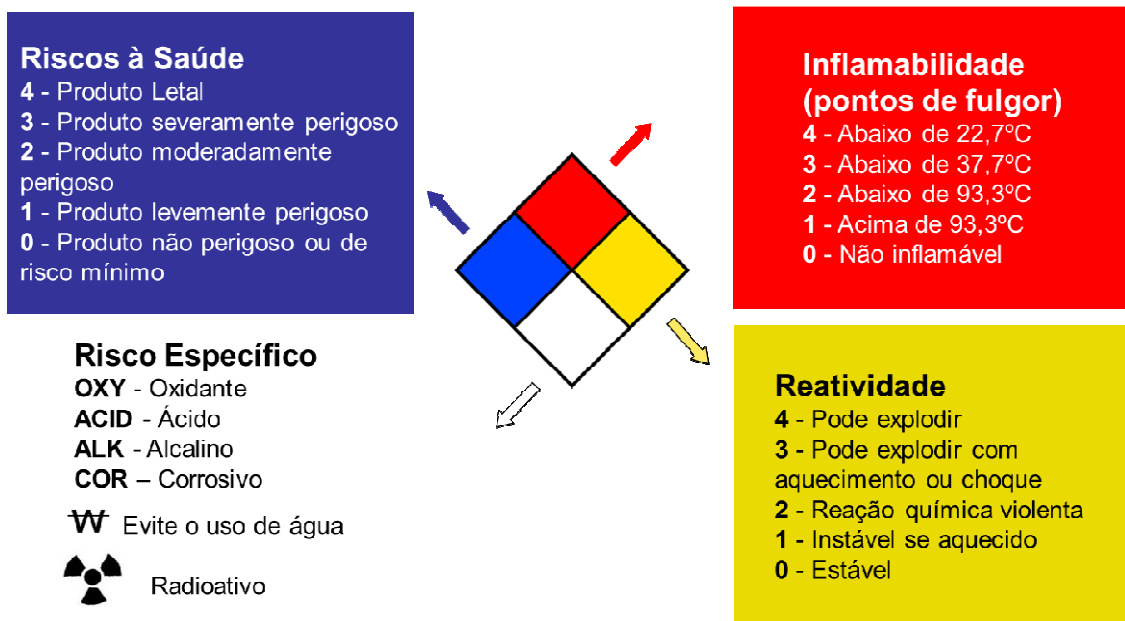 Riscos à Saúde
4 - Produto Letal
3 - Produto severamente perigoso
2 - Produto moderadamente
perigoso
1 - Produto levemente perigoso
0 - Produto não perigoso ou de
risco mínimo
Inflamabilidade
(pontos de fulgor)
4 - Abaixo de 22,7ºC
3 - Abaixo de 37,7ºC
2 - Abaixo de 93,3ºC
1 - Acima de 93,3ºC
0 - Não inflamável
Risco Específico
OXY - Oxidante
ACID - Ácido
ALK - Alcalino
COR – Corrosivo
W Evite o uso de água
Radioativo
Reatividade
4 - Pode explodir
3 - Pode explodir com
aquecimento ou choque
2 - Reação química violenta
1 - Instável se aquecido
0 - Estável